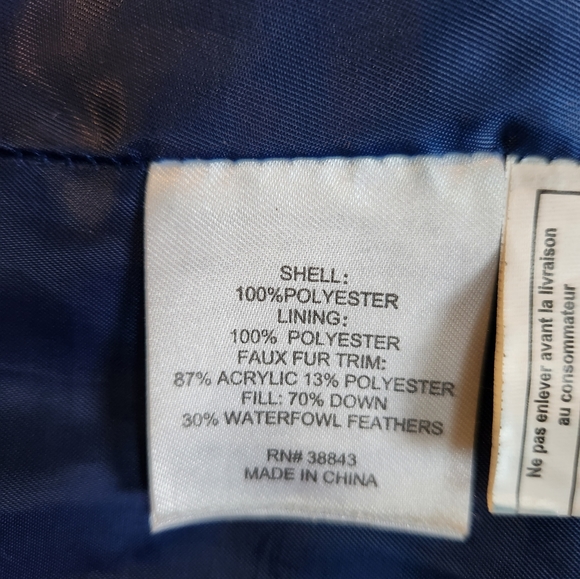 SHELL:
100%POLYESTER
LINING:
100% POLYESTER
FAUX FUR TRIM:
87% ACRYLIC 13% POLYESTER
FILL: 70% DOWN
30% WATERFOWL FEATHERS
RN# 38843
MADE IN CHINA
Ne pas enlever avant la livraison
au consommateur